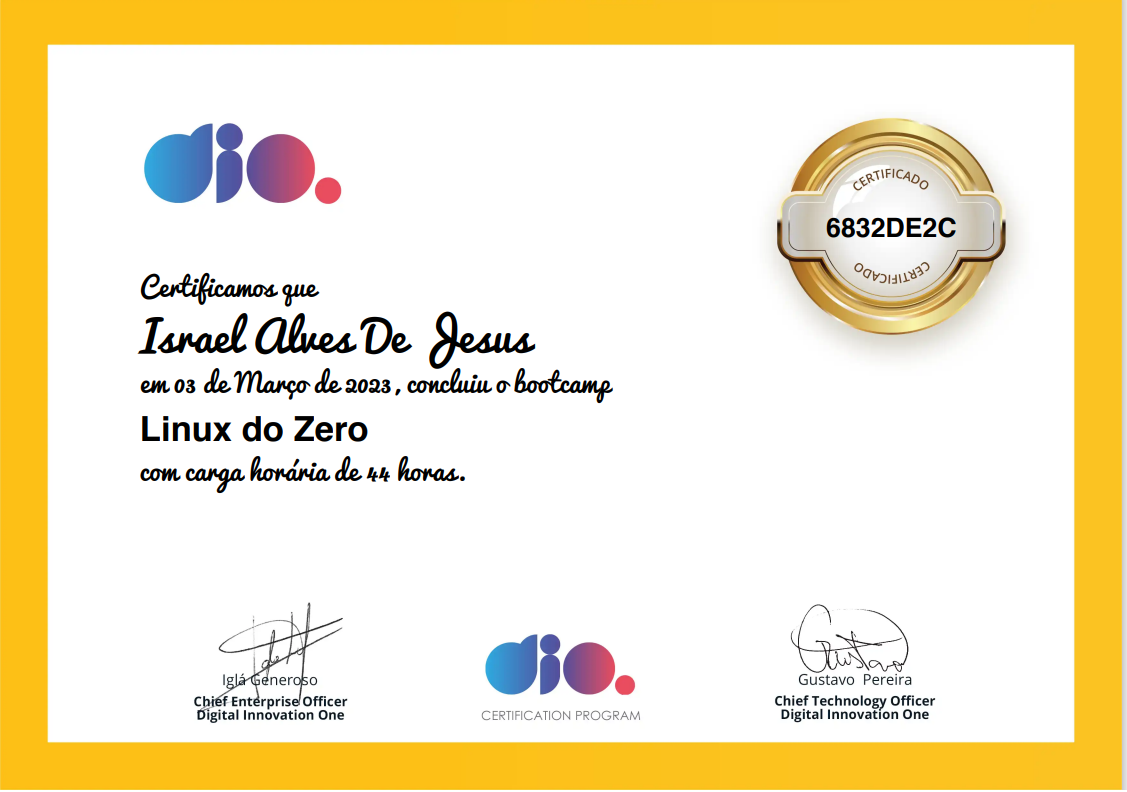 dio.
CERTIFICADO
6832DE2C
CERTIFICADO
Certificamos que
Israel Alves De Jesus
em 03 de Março de 2023, concluiu o bootcamp
Linux do Zero
com carga horária de 44 horas.
Iglá Generoso
Chief Enterprise Officer
Digital Innovation One
dio.
CERTIFICATION PROGRAM
Gustavo
Gustavo Pereira
Chief Technology Officer
Digital Innovation One